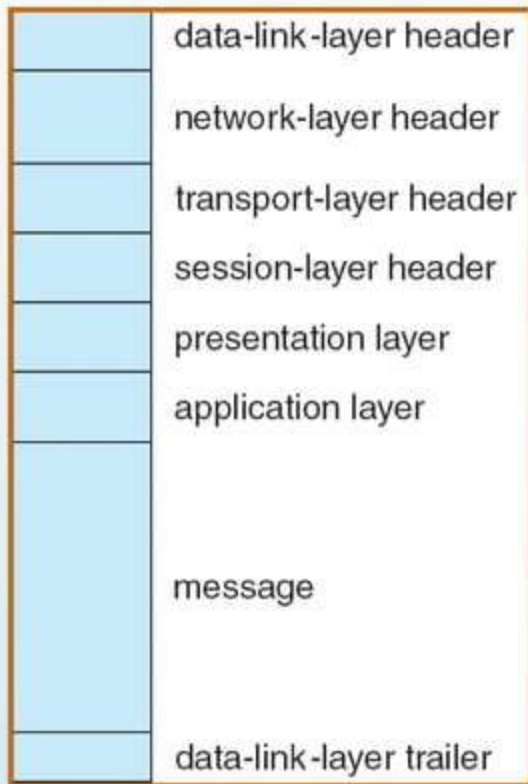 data-link-layer header
network-layer header
transport-layer header
session-layer header
presentation layer
application layer
message
data-link-layer trailer